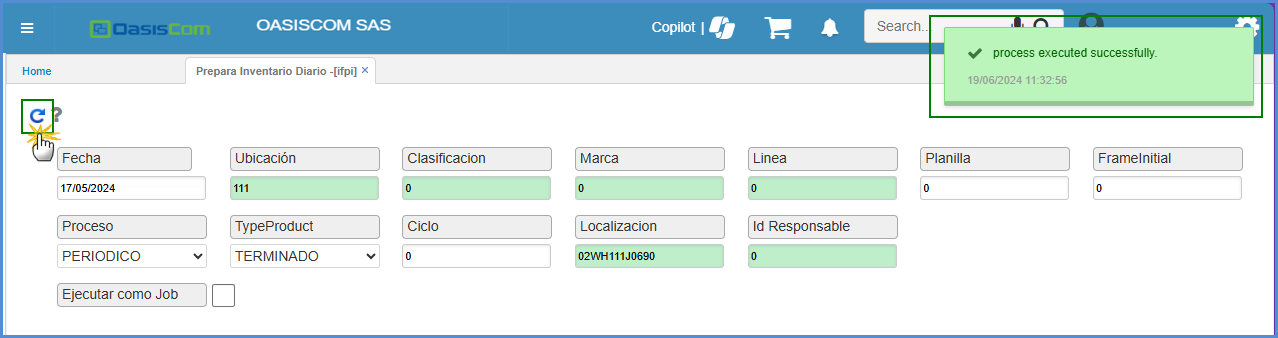 OasisCom
OASISCOM SAS
Copilot |
Search...
process executed successfully.
19/06/2024 11:32:56
Home
Prepara Inventario Diario -[ifpi] ×
?
Fecha Ubicación Clasificacion Marca Linea Planilla FrameInitial
17/05/2024 111 0 0 0 0 0
Proceso TypeProduct Ciclo Localizacion Id Responsable
PERIODICO TERMINADO 0 02WH111J0690 0
Ejecutar como Job